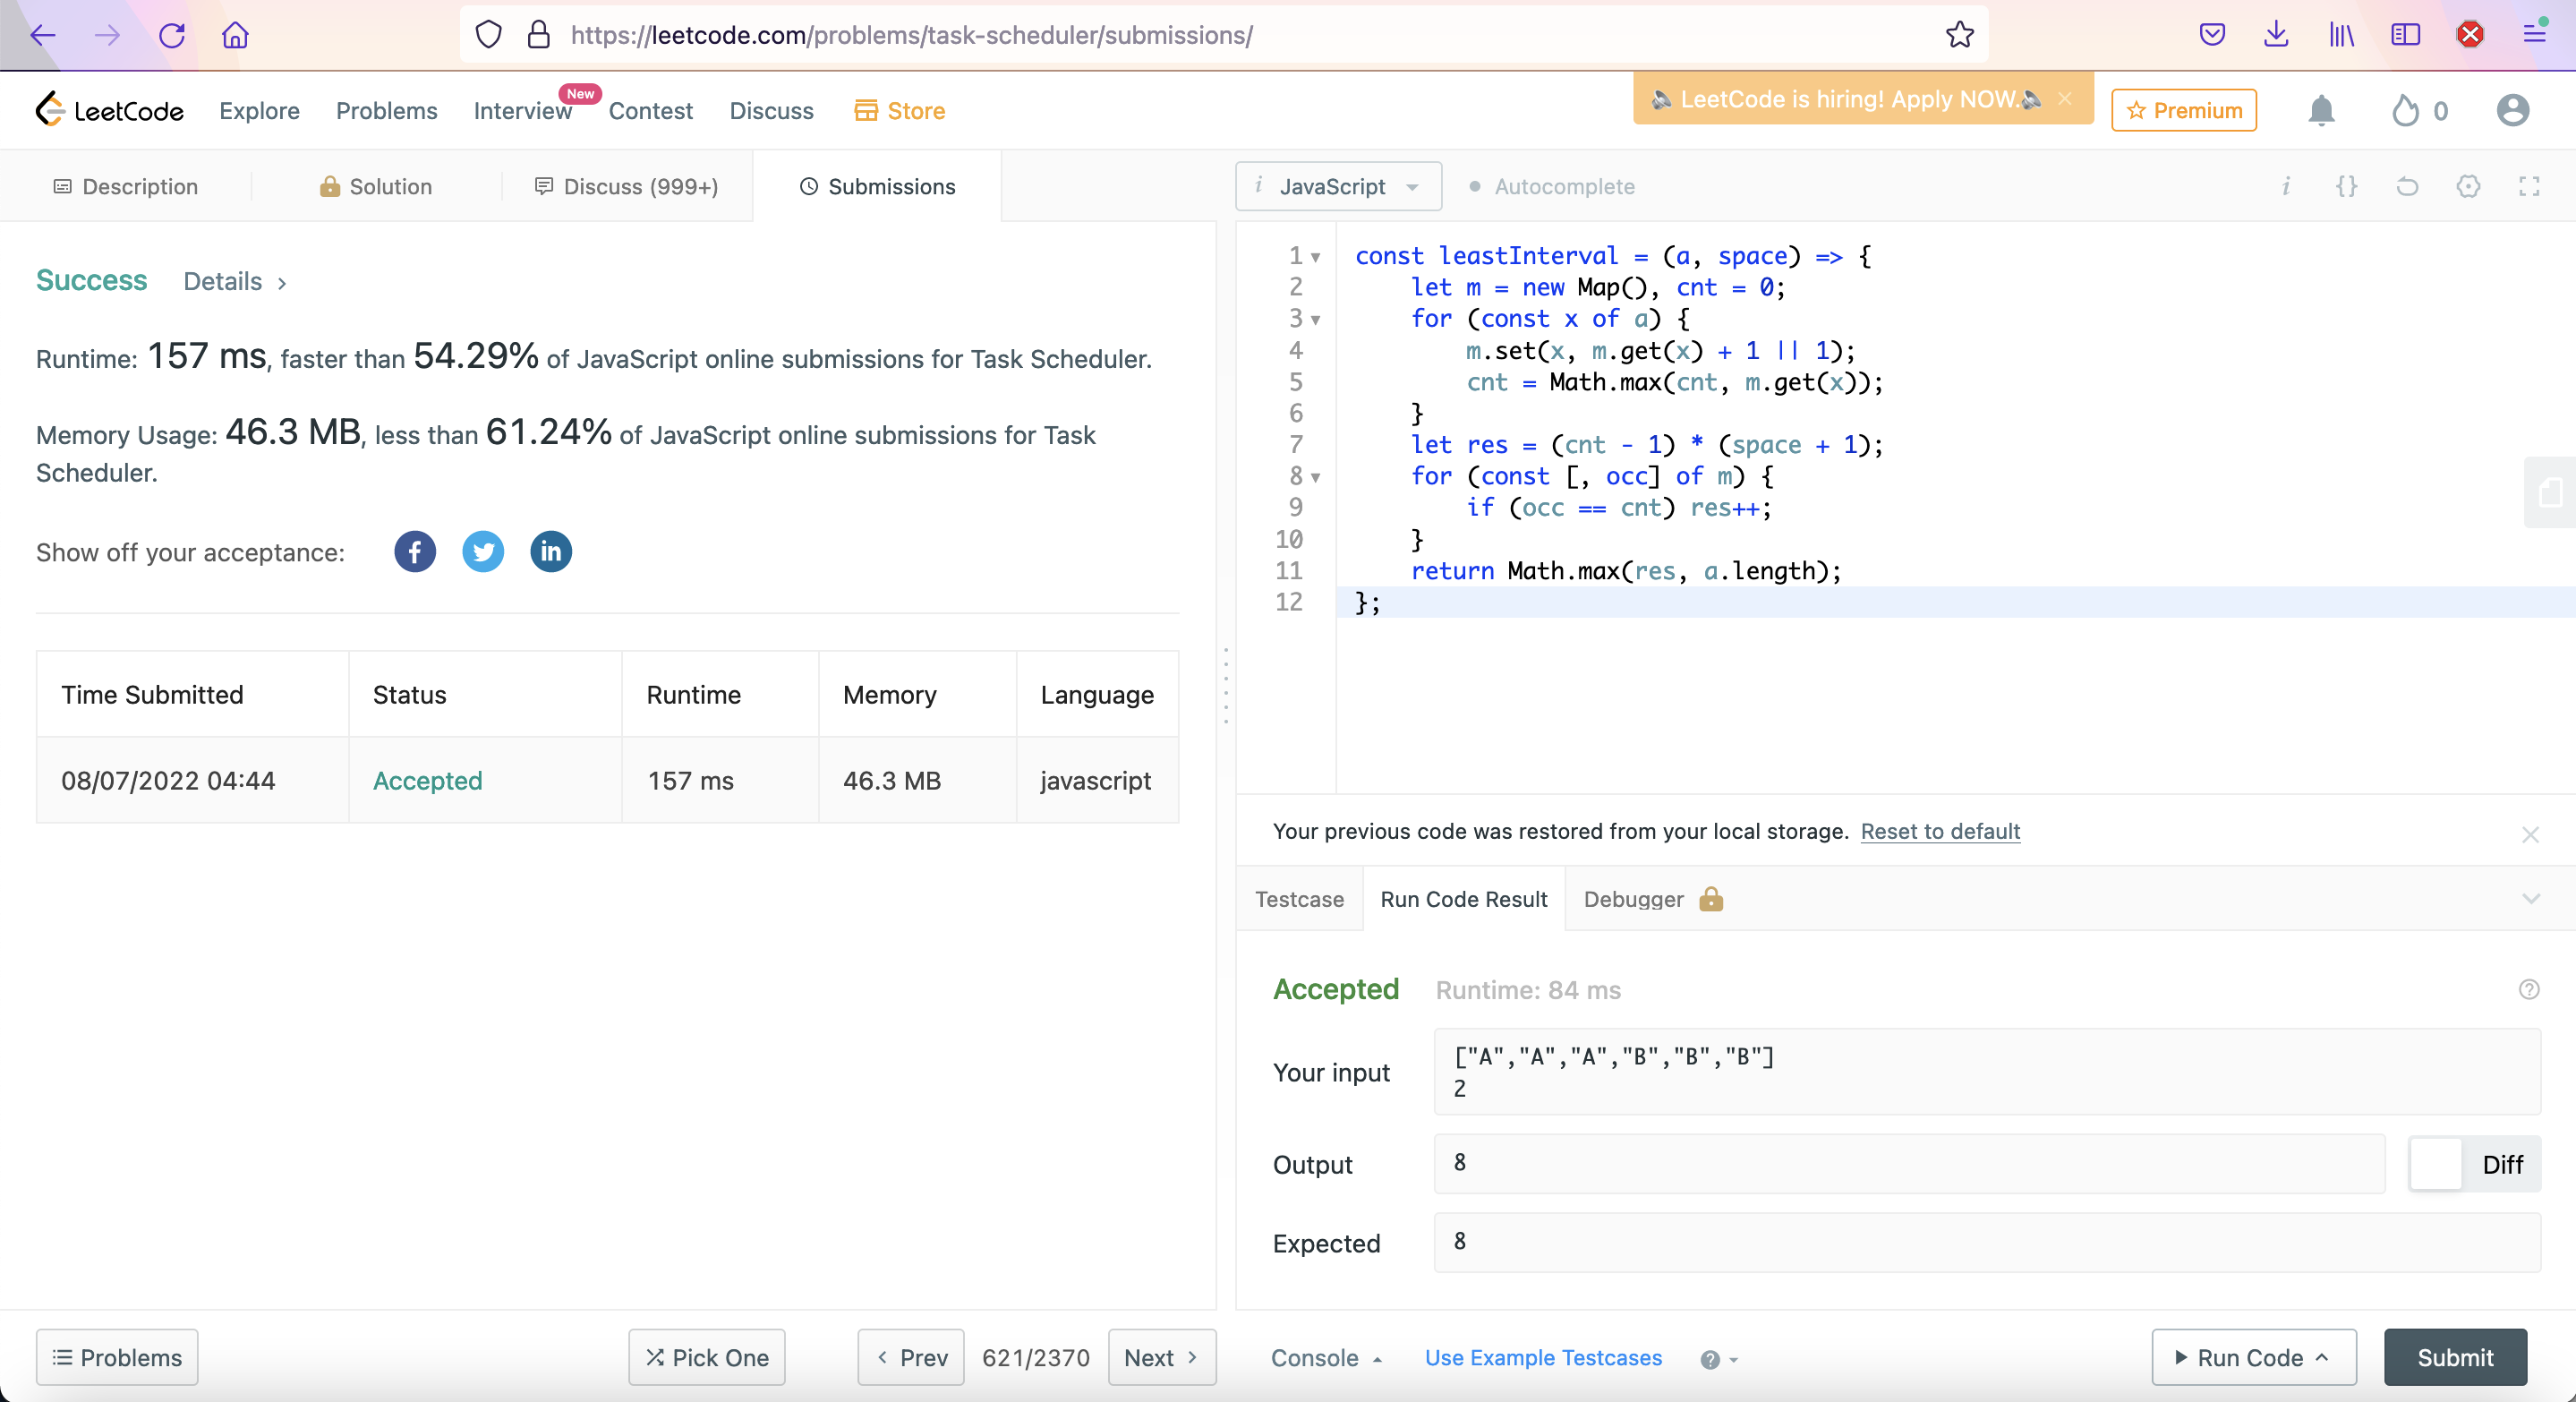 https://leetcode.com/problems/task-scheduler/submissions/
LeetCode Explore Problems Interview New Contest Discuss Store LeetCode is hiring! Apply NOW. Premium 0
Description Solution Discuss (999+) Submissions
Success Details
Runtime: 157 ms, faster than 54.29% of JavaScript online submissions for Task Scheduler.
Memory Usage: 46.3 MB, less than 61.24% of JavaScript online submissions for Task
Scheduler.
Show off your acceptance:
Time Submitted Status Runtime Memory Language
08/07/2022 04:44 Accepted 157 ms 46.3 MB javascript
i JavaScript Autocomplete i {}
1 const leastInterval = (a, space) => {
2 let m = new Map(), cnt = 0;
3 for (const x of a) {
4 m.set(x, m.get(x) + 1 || 1);
5 cnt = Math.max(cnt, m.get(x));
6 }
7 let res = (cnt - 1) * (space + 1);
8 for (const [, occ] of m) {
9 if (occ == cnt) res++;
10 }
11 return Math.max(res, a.length);
12 };
Your previous code was restored from your local storage. Reset to default
Testcase Run Code Result Debugger
Accepted Runtime: 84 ms
Your input
["A","A","A","B","B","B"]
2
Output 8 Diff
Expected 8
Problems Pick One Prev 621/2370 Next Console Use Example Testcases Run Code Submit